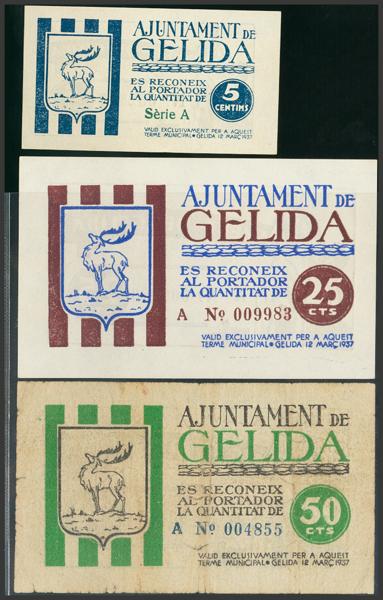 AJUNTAMENT DE
GELIDA
ES RECONEIX
AL PORTADOR
LA QUANTITAT DE
5
CENTIMS
Sèrie A
VALID EXCLUSIVAMENT PER A AQUEST
TERME MUNICIPAL • GELIDA 12 MARÇ 1937
AJUNTAMENT DE
GELIDA
ES RECONEIX
AL PORTADOR
LA QUANTITAT DE
25
CTS
A Nº 009983
VALID EXCLUSIVAMENT PER A AQUEST
TERME MUNICIPAL • GELIDA 12 MARÇ 1937
AJUNTAMENT DE
GELIDA
ES RECONEIX
AL PORTADOR
LA QUANTITAT DE
50
CTS
A Nº 004855
VALID EXCLUSIVAMENT PER A AQUEST
TERME MUNICIPAL • GELIDA 12 MARÇ 1937